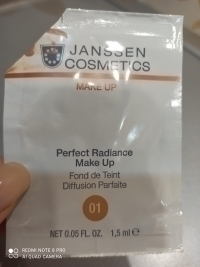 JANSSEN
COSMETICS
MAKE UP
Perfect Radiance
Make Up
Fond de Teint
Diffusion Parfaite
01
NET 0.05 FL. OZ. 1,5 ml ℮
REDMI NOTE 8 PRO
AI QUAD CAMERA